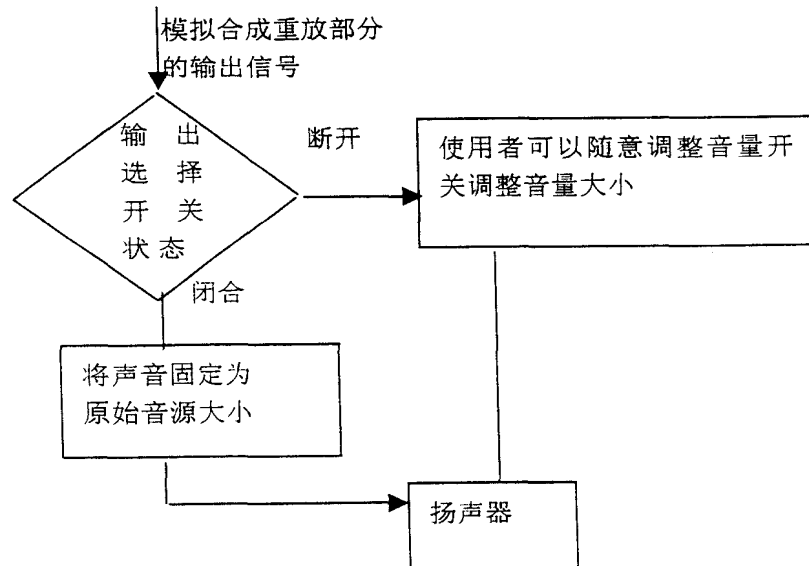 模拟合成重放部分
的输出信号
输 出
选 择
开 关
状 态
断开
使用者可以随意调整音量开
关调整音量大小
闭合
将声音固定为
原始音源大小
扬声器